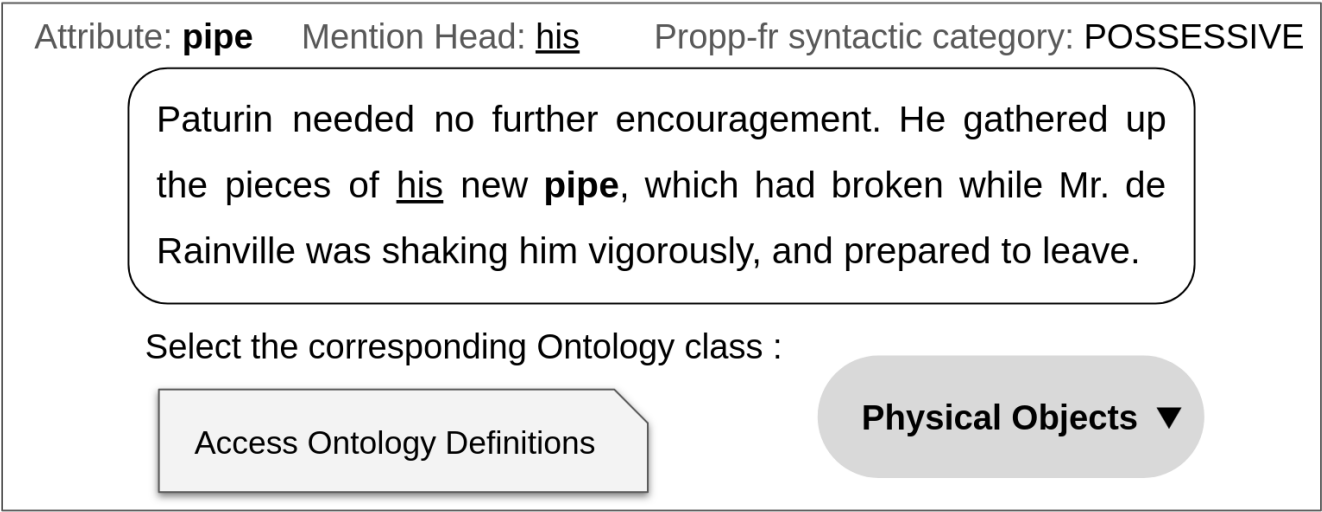 Attribute: pipe Mention Head: his Propp-fr syntactic category: POSSESSIVE
Paturin needed no further encouragement. He gathered up
the pieces of his new pipe, which had broken while Mr. de
Rainville was shaking him vigorously, and prepared to leave.
Select the corresponding Ontology class :
Access Ontology Definitions
Physical Objects ▼